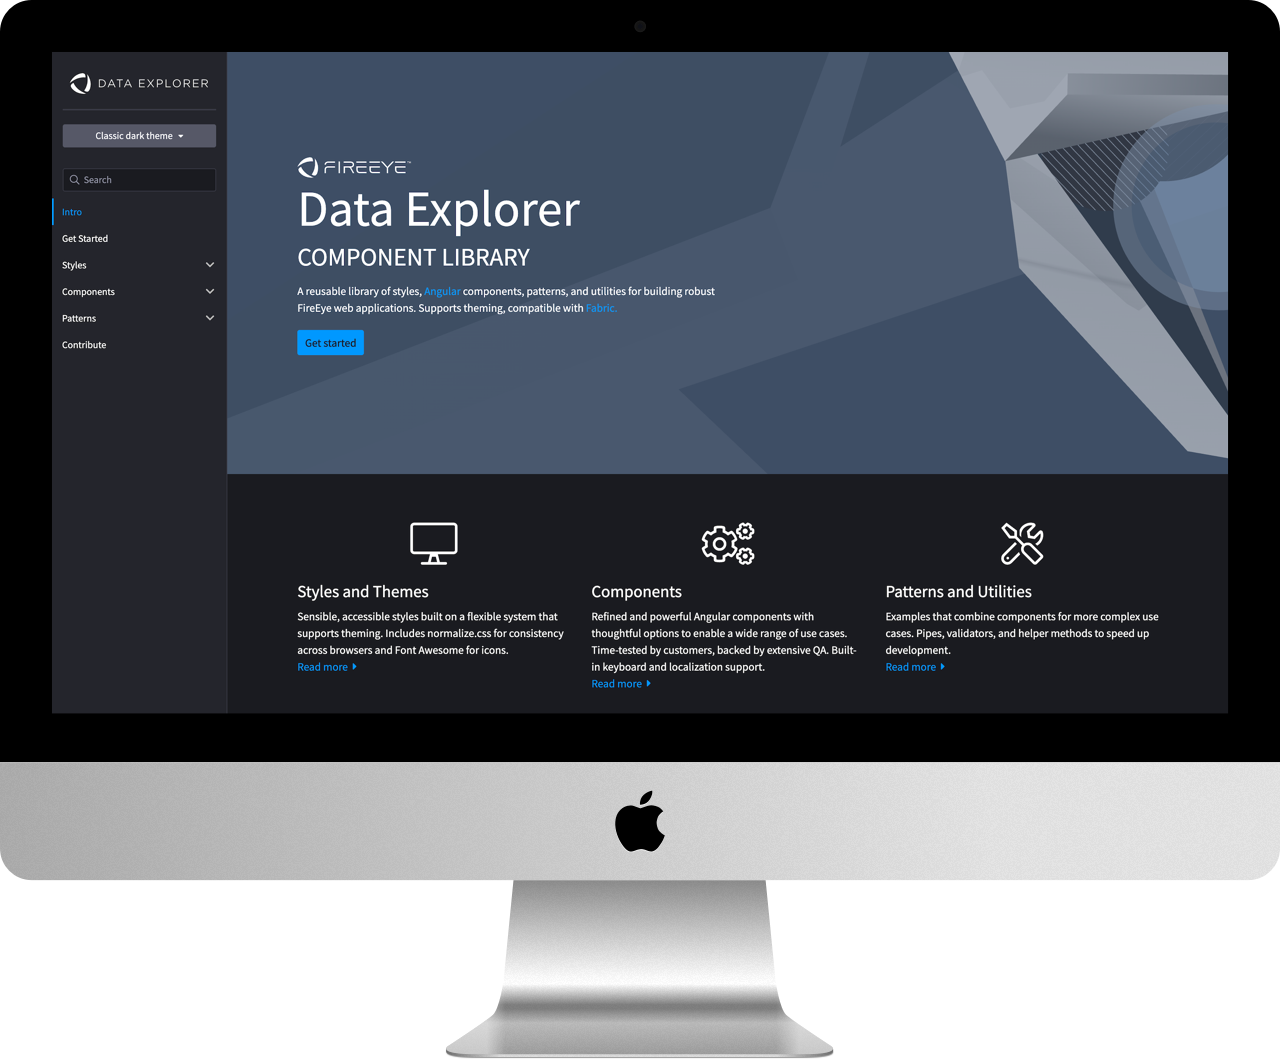 DATA EXPLORER
Classic dark theme
Search
Intro
Get Started
Styles
Components
Patterns
Contribute
FIREEYE™
Data Explorer
COMPONENT LIBRARY
A reusable library of styles, Angular components, patterns, and utilities for building robust
FireEye web applications. Supports theming, compatible with Fabric.
Get started
Styles and Themes
Sensible, accessible styles built on a flexible system that
supports theming. Includes normalize.css for consistency
across browsers and Font Awesome for icons.
Read more
Components
Refined and powerful Angular components with
thoughtful options to enable a wide range of use cases.
Time-tested by customers, backed by extensive QA. Built-
in keyboard and localization support.
Read more
Patterns and Utilities
Examples that combine components for more complex use
cases. Pipes, validators, and helper methods to speed up
development.
Read more